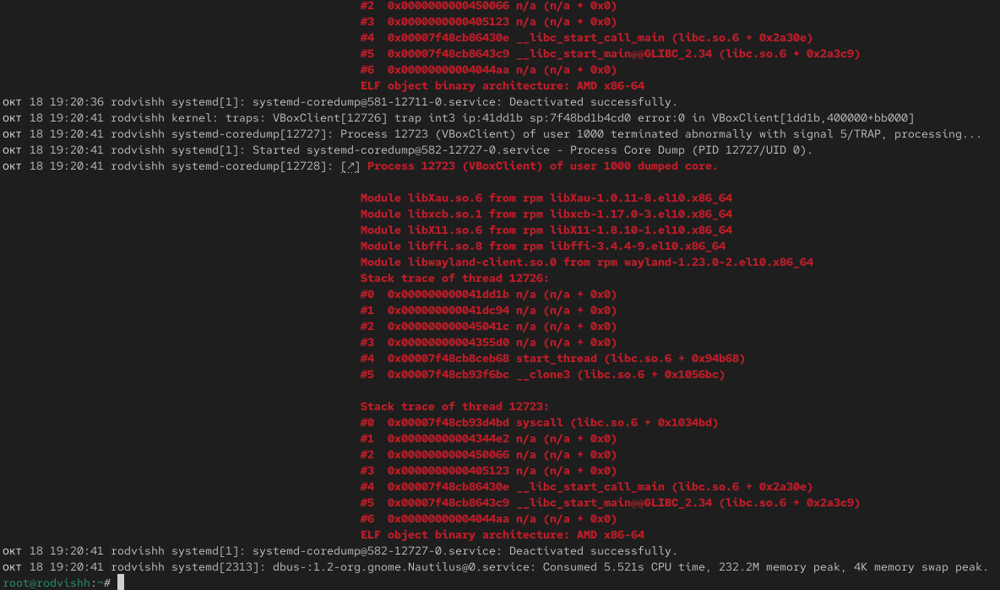 #2  0x0000000000450066 n/a (n/a + 0x0)
#3  0x0000000000405123 n/a (n/a + 0x0)
#4  0x00007f48cb86430e __libc_start_call_main (libc.so.6 + 0x2a30e)
#5  0x00007f48cb8643c9 __libc_start_main@@GLIBC_2.34 (libc.so.6 + 0x2a3c9)
#6  0x00000000004044aa n/a (n/a + 0x0)
ELF object binary architecture: AMD x86-64
окт 18 19:20:36 rodvishh systemd[1]: systemd-coredump@581-12711-0.service: Deactivated successfully.
окт 18 19:20:41 rodvishh kernel: traps: VBoxClient[12726] trap int3 ip:41dd1b sp:7f48bd1b4cd0 error:0 in VBoxClient[1dd1b,400000+bb000]
окт 18 19:20:41 rodvishh systemd-coredump[12727]: Process 12723 (VBoxClient) of user 1000 terminated abnormally with signal 5/TRAP, processing...
окт 18 19:20:41 rodvishh systemd[1]: Started systemd-coredump@582-12727-0.service - Process Core Dump (PID 12727/UID 0).
окт 18 19:20:41 rodvishh systemd-coredump[12728]: [↗] Process 12723 (VBoxClient) of user 1000 dumped core.
Module libXau.so.6 from rpm libXau-1.0.11-8.el10.x86_64
Module libxcb.so.1 from rpm libxcb-1.17.0-3.el10.x86_64
Module libX11.so.6 from rpm libX11-1.8.10-1.el10.x86_64
Module libffi.so.8 from rpm libffi-3.4.4-9.el10.x86_64
Module libwayland-client.so.0 from rpm wayland-1.23.0-2.el10.x86_64
Stack trace of thread 12726:
#0  0x000000000041dd1b n/a (n/a + 0x0)
#1  0x000000000041dc94 n/a (n/a + 0x0)
#2  0x000000000045041c n/a (n/a + 0x0)
#3  0x00000000004355d0 n/a (n/a + 0x0)
#4  0x00007f48cb8ceb68 start_thread (libc.so.6 + 0x94b68)
#5  0x00007f48cb93f6bc __clone3 (libc.so.6 + 0x1056bc)
Stack trace of thread 12723:
#0  0x00007f48cb93d4bd syscall (libc.so.6 + 0x1034bd)
#1  0x00000000004344e2 n/a (n/a + 0x0)
#2  0x0000000000450066 n/a (n/a + 0x0)
#3  0x0000000000405123 n/a (n/a + 0x0)
#4  0x00007f48cb86430e __libc_start_call_main (libc.so.6 + 0x2a30e)
#5  0x00007f48cb8643c9 __libc_start_main@@GLIBC_2.34 (libc.so.6 + 0x2a3c9)
#6  0x00000000004044aa n/a (n/a + 0x0)
ELF object binary architecture: AMD x86-64
окт 18 19:20:41 rodvishh systemd[1]: systemd-coredump@582-12727-0.service: Deactivated successfully.
окт 18 19:20:41 rodvishh systemd[2313]: dbus-:1.2-org.gnome.Nautilus@0.service: Consumed 5.521s CPU time, 232.2M memory peak, 4K memory swap peak.
root@rodvishh:~#